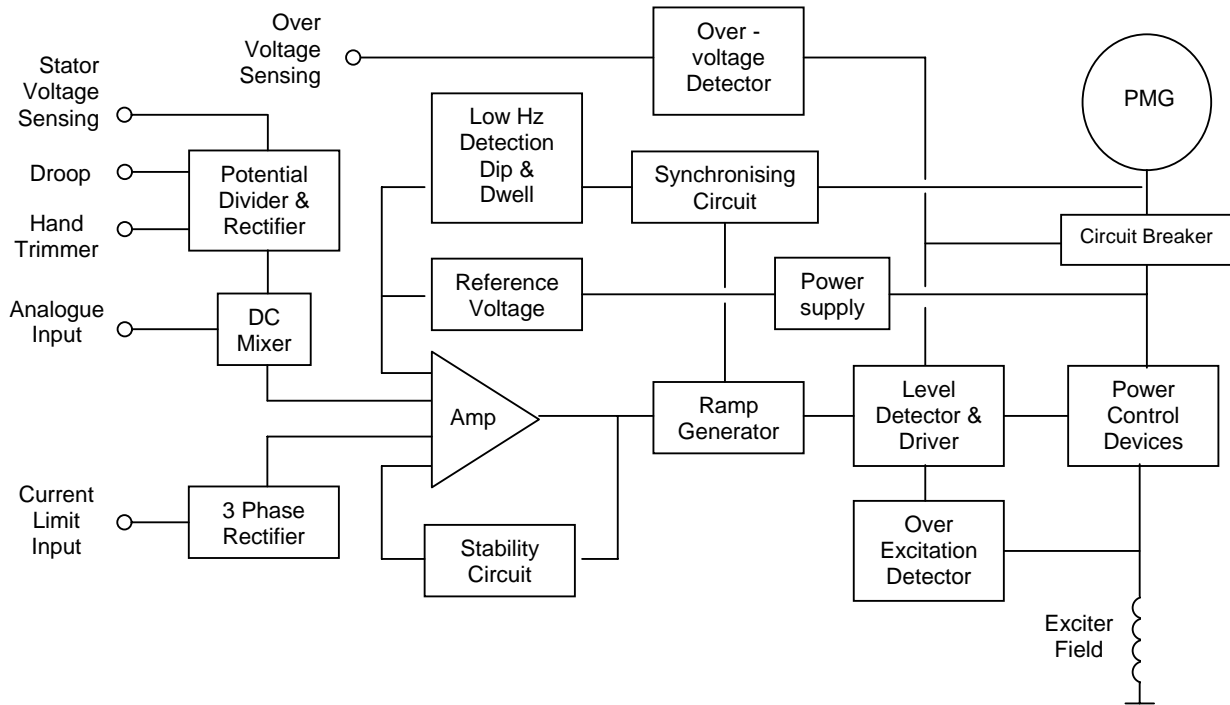 Over
Voltage
Sensing
Over -
voltage
Detector
PMG
Stator
Voltage
Sensing
Low Hz
Detection
Dip &
Dwell
Droop
Potential
Divider &
Rectifier
Synchronising
Circuit
Hand
Trimmer
Circuit Breaker
Analogue
Input
DC
Mixer
Reference
Voltage
Power
supply
Amp
Ramp
Generator
Level
Detector &
Driver
Power
Control
Devices
Current
Limit
Input
3 Phase
Rectifier
Stability
Circuit
Over
Excitation
Detector
Exciter
Field